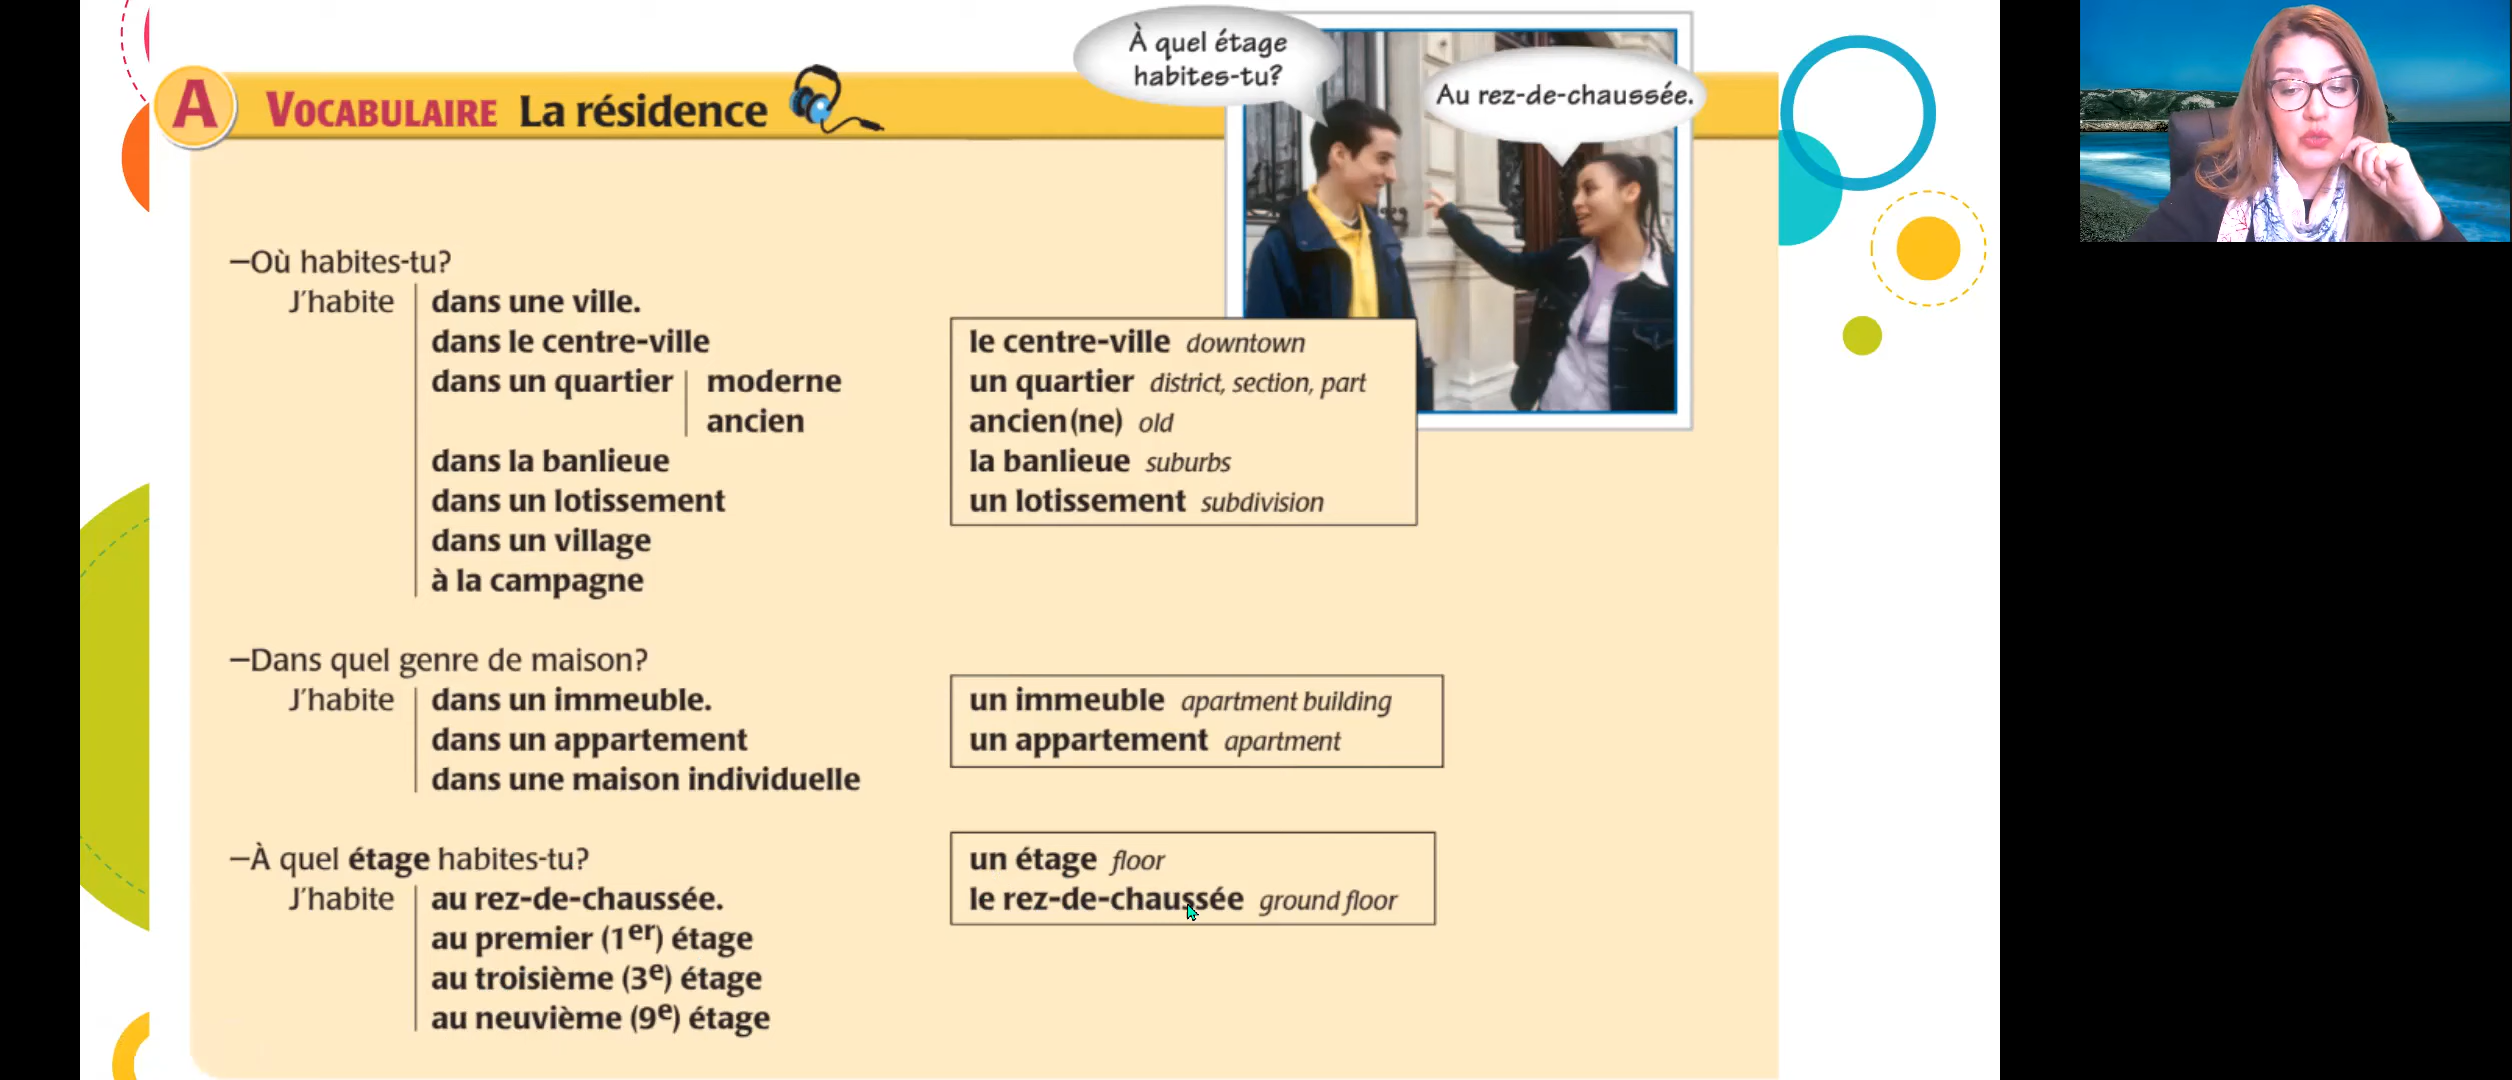 À quel étage
habites-tu?
Au rez-de-chaussée.
A VOCABULAIRE La résidence
–Où habites-tu?
J'habite dans une ville.
dans le centre-ville
dans un quartier moderne
ancien
dans la banlieue
dans un lotissement
dans un village
à la campagne
le centre-ville downtown
un quartier district, section, part
ancien(ne) old
la banlieue suburbs
un lotissement subdivision
–Dans quel genre de maison?
J'habite dans un immeuble.
dans un appartement
dans une maison individuelle
un immeuble apartment building
un appartement apartment
–À quel étage habites-tu?
J'habite au rez-de-chaussée.
au premier (1er) étage
au troisième (3e) étage
au neuvième (9e) étage
un étage floor
le rez-de-chaussée ground floor